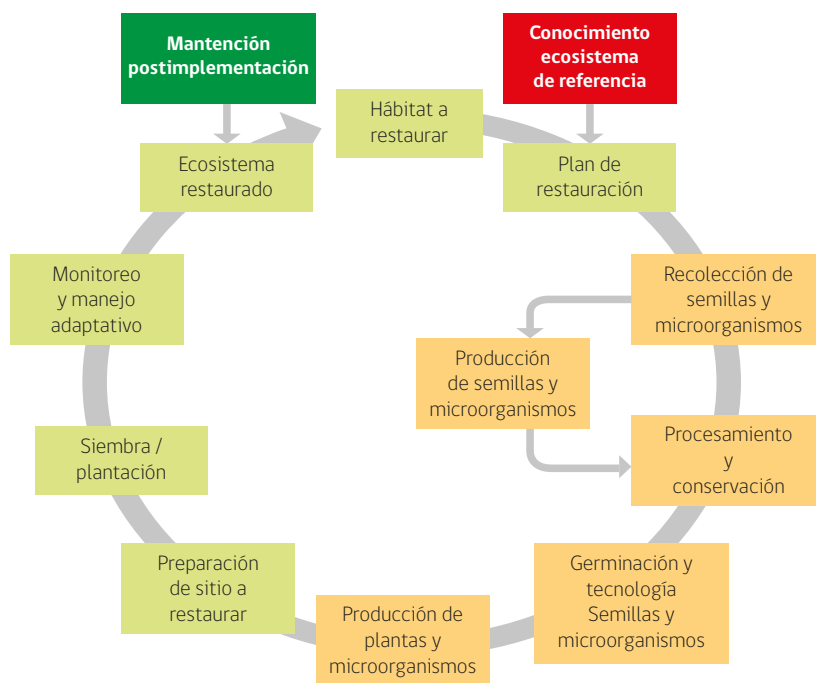 Mantención
postimplementación
Conocimiento
ecosistema
de referencia
Hábitat a
restaurar
Ecosistema
restaurado
Plan de
restauración
Monitoreo
y manejo
adaptativo
Recolección de
semillas y
microorganismos
Producción
de semillas y
microorganismos
Siembra /
plantación
Procesamiento
y
conservación
Preparación
de sitio a
restaurar
Germinación y
tecnología
Semillas y
microorganismos
Producción de
plantas y
microorganismos